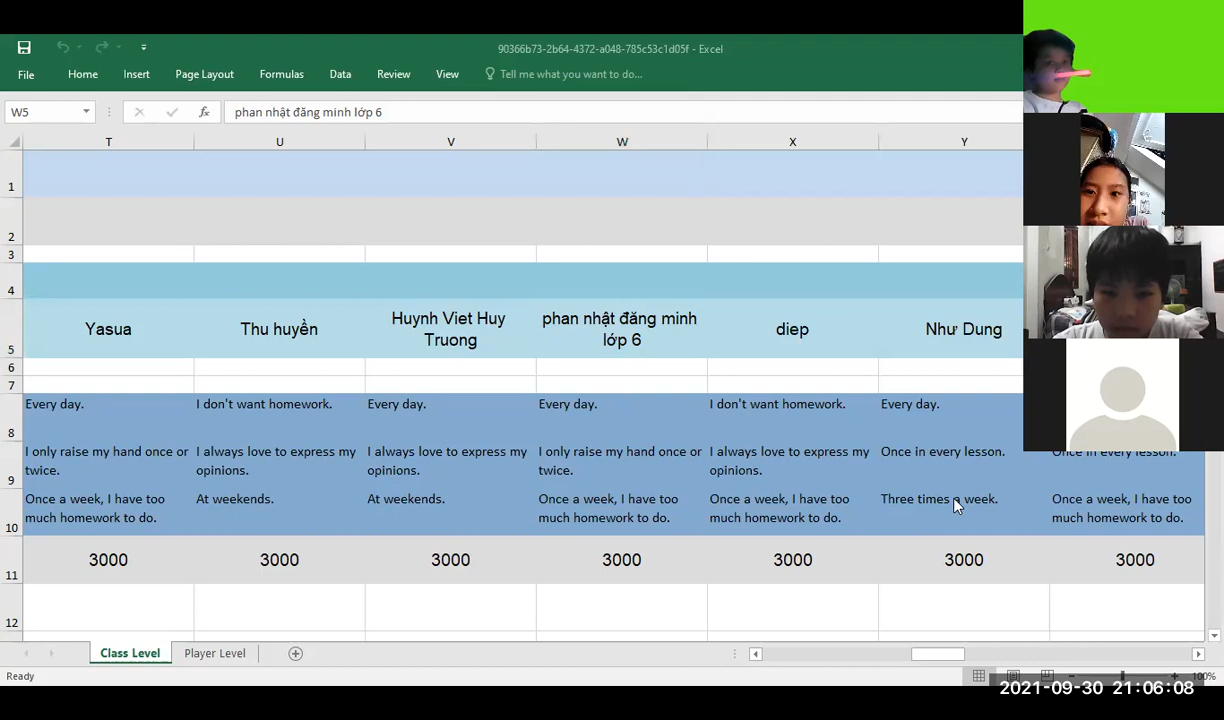 90366b73-2b64-4372-a048-785c53c1d05f - Excel
File Home Insert Page Layout Formulas Data Review View Tell me what you want to do...
W5 fx phan nhật đăng minh lớp 6
T U V W X Y
1
2
3
4
Yasua Thu huyền Huynh Viet Huy Truong phan nhật đăng minh lớp 6 diep Như Dung
5
6
7
Every day. I don't want homework. Every day. Every day. I don't want homework. Every day.
8
I only raise my hand once or twice. I always love to express my opinions. I always love to express my opinions. I only raise my hand once or twice. I always love to express my opinions. Once in every lesson. Once in every lesson.
9
Once a week, I have too much homework to do. At weekends. At weekends. Once a week, I have too much homework to do. Once a week, I have too much homework to do. Three times a week. Once a week, I have too much homework to do.
10
3000 3000 3000 3000 3000 3000 3000
11
12
Class Level Player Level
Ready 100%
2021-09-30 21:06:08